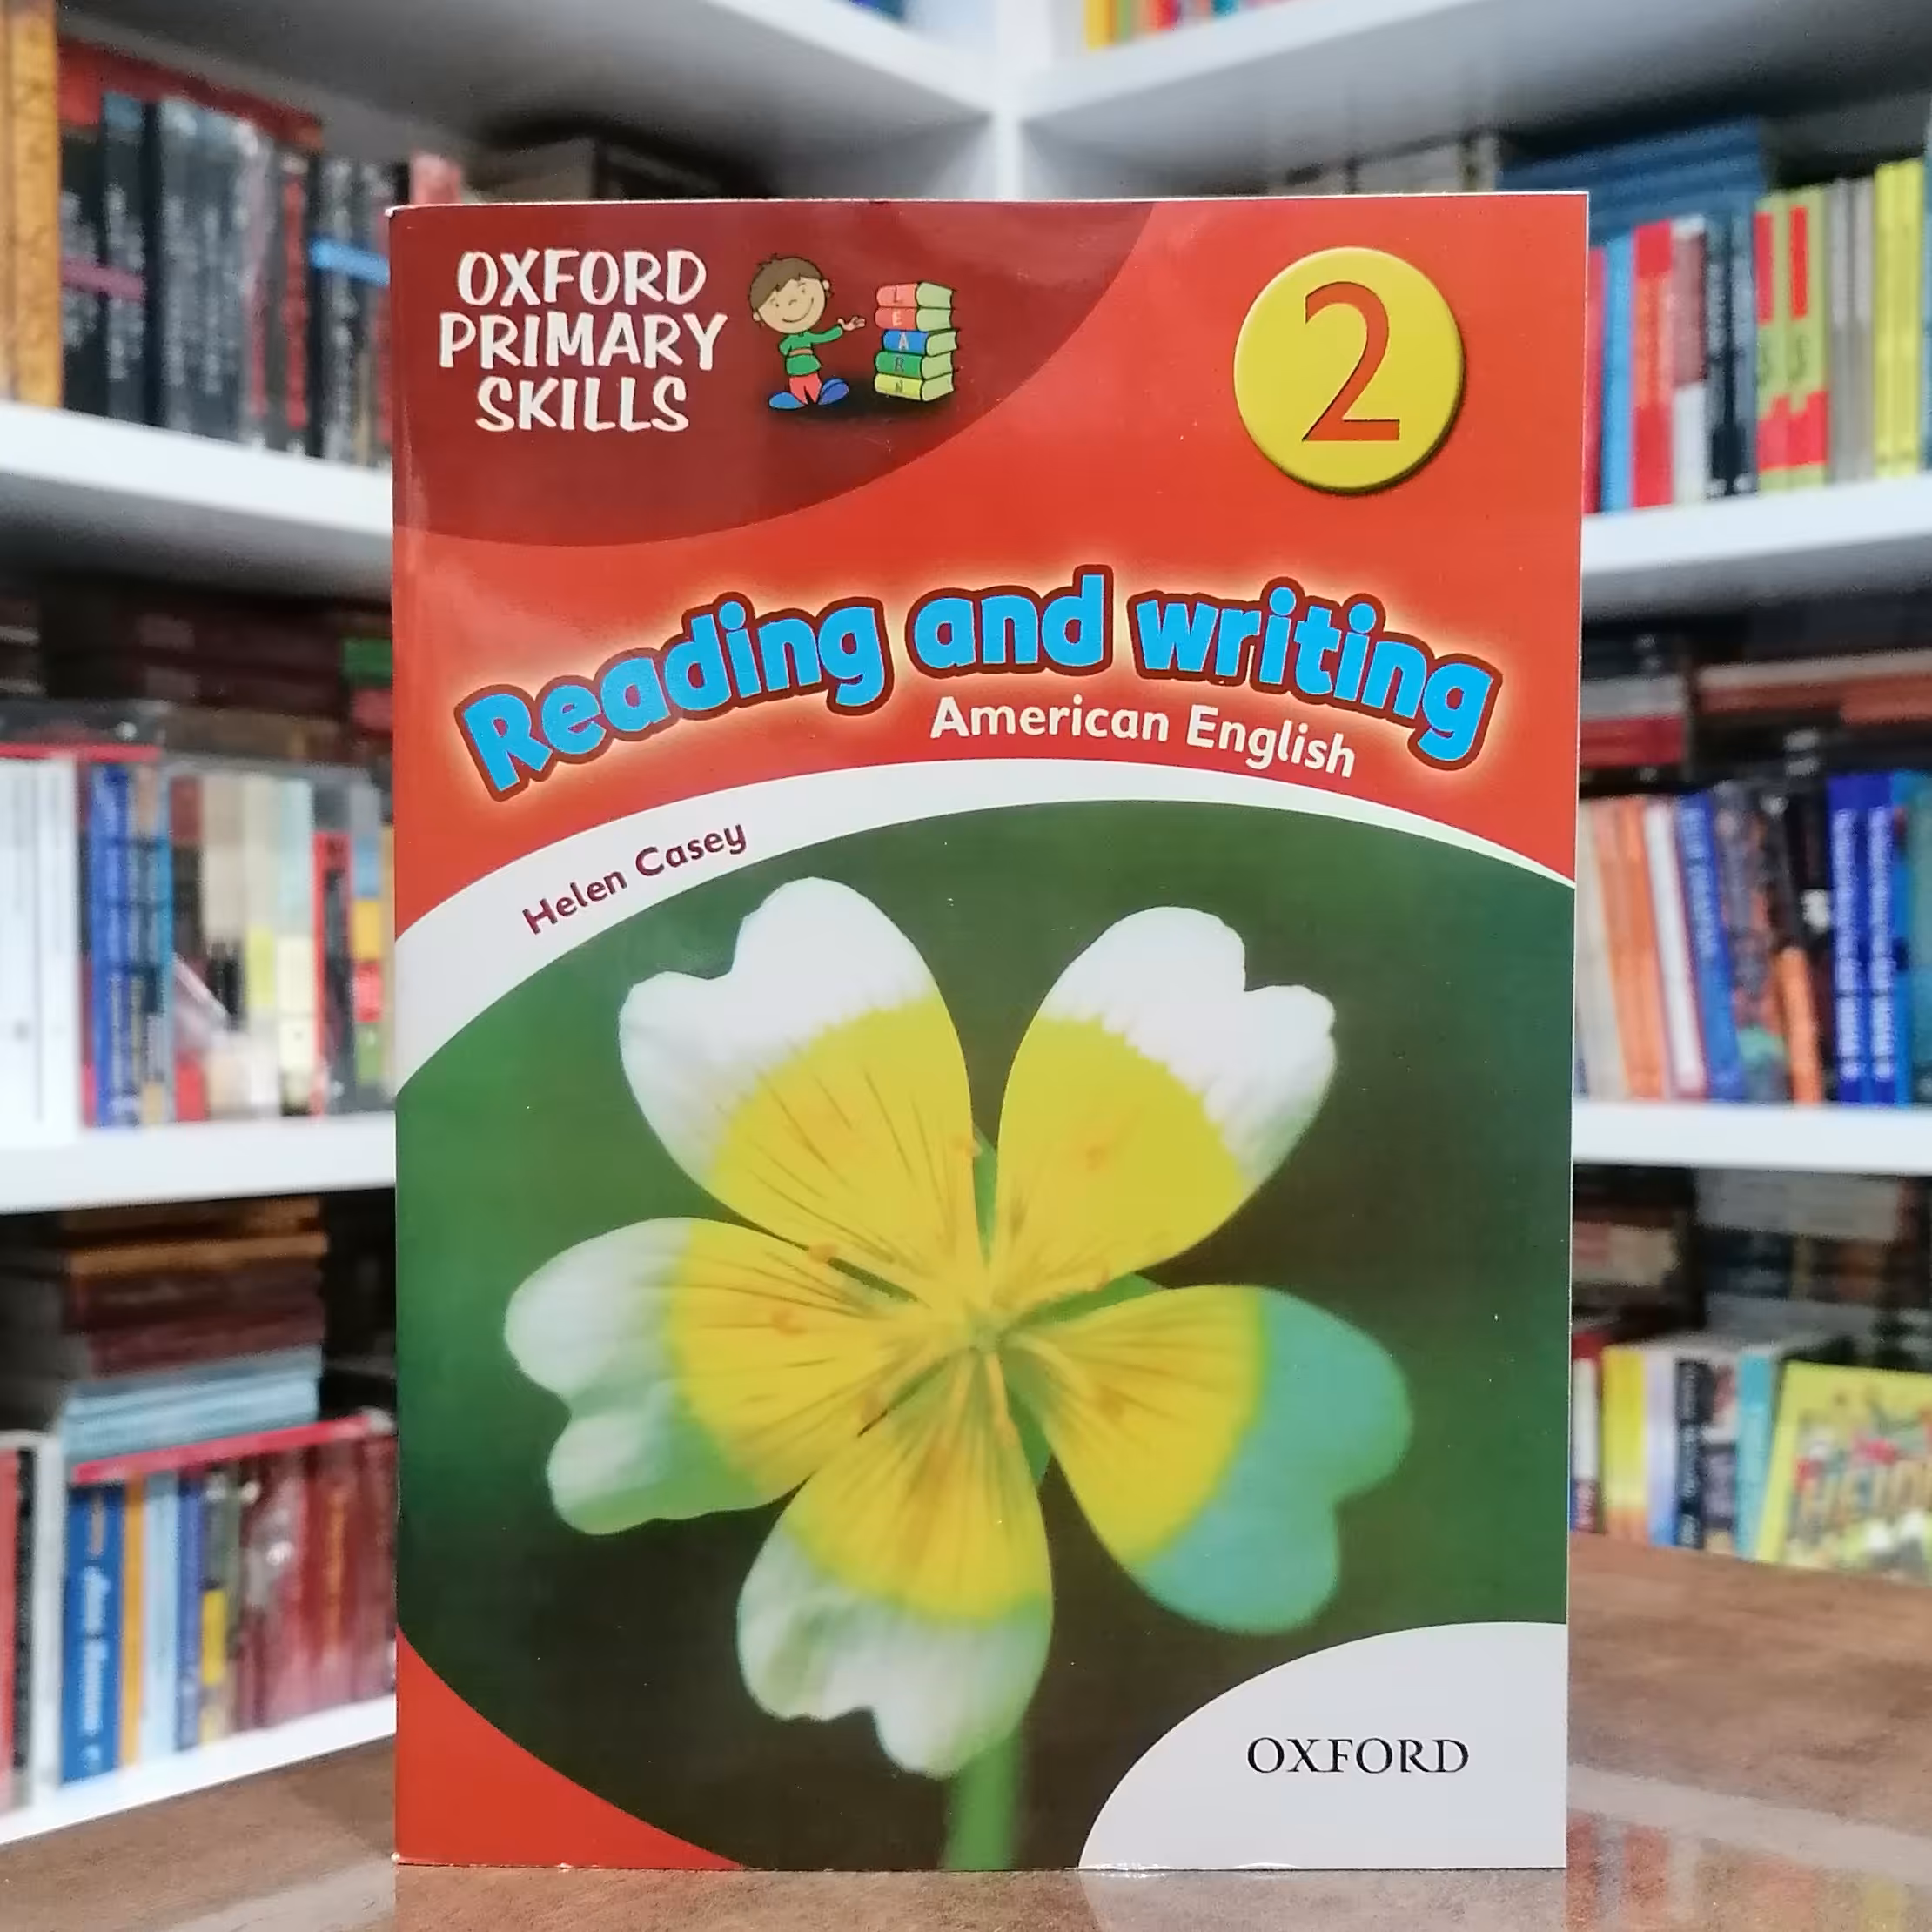 OXFORD
PRIMARY
SKILLS
L
E
A
R
N
2
Reading and writing
American English
Helen Casey
OXFORD